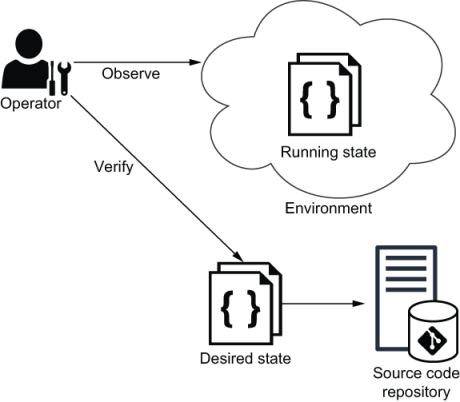 Observe
Operator
{ }
Running state
Verify
Environment
{ }
Desired state
Source code
repository